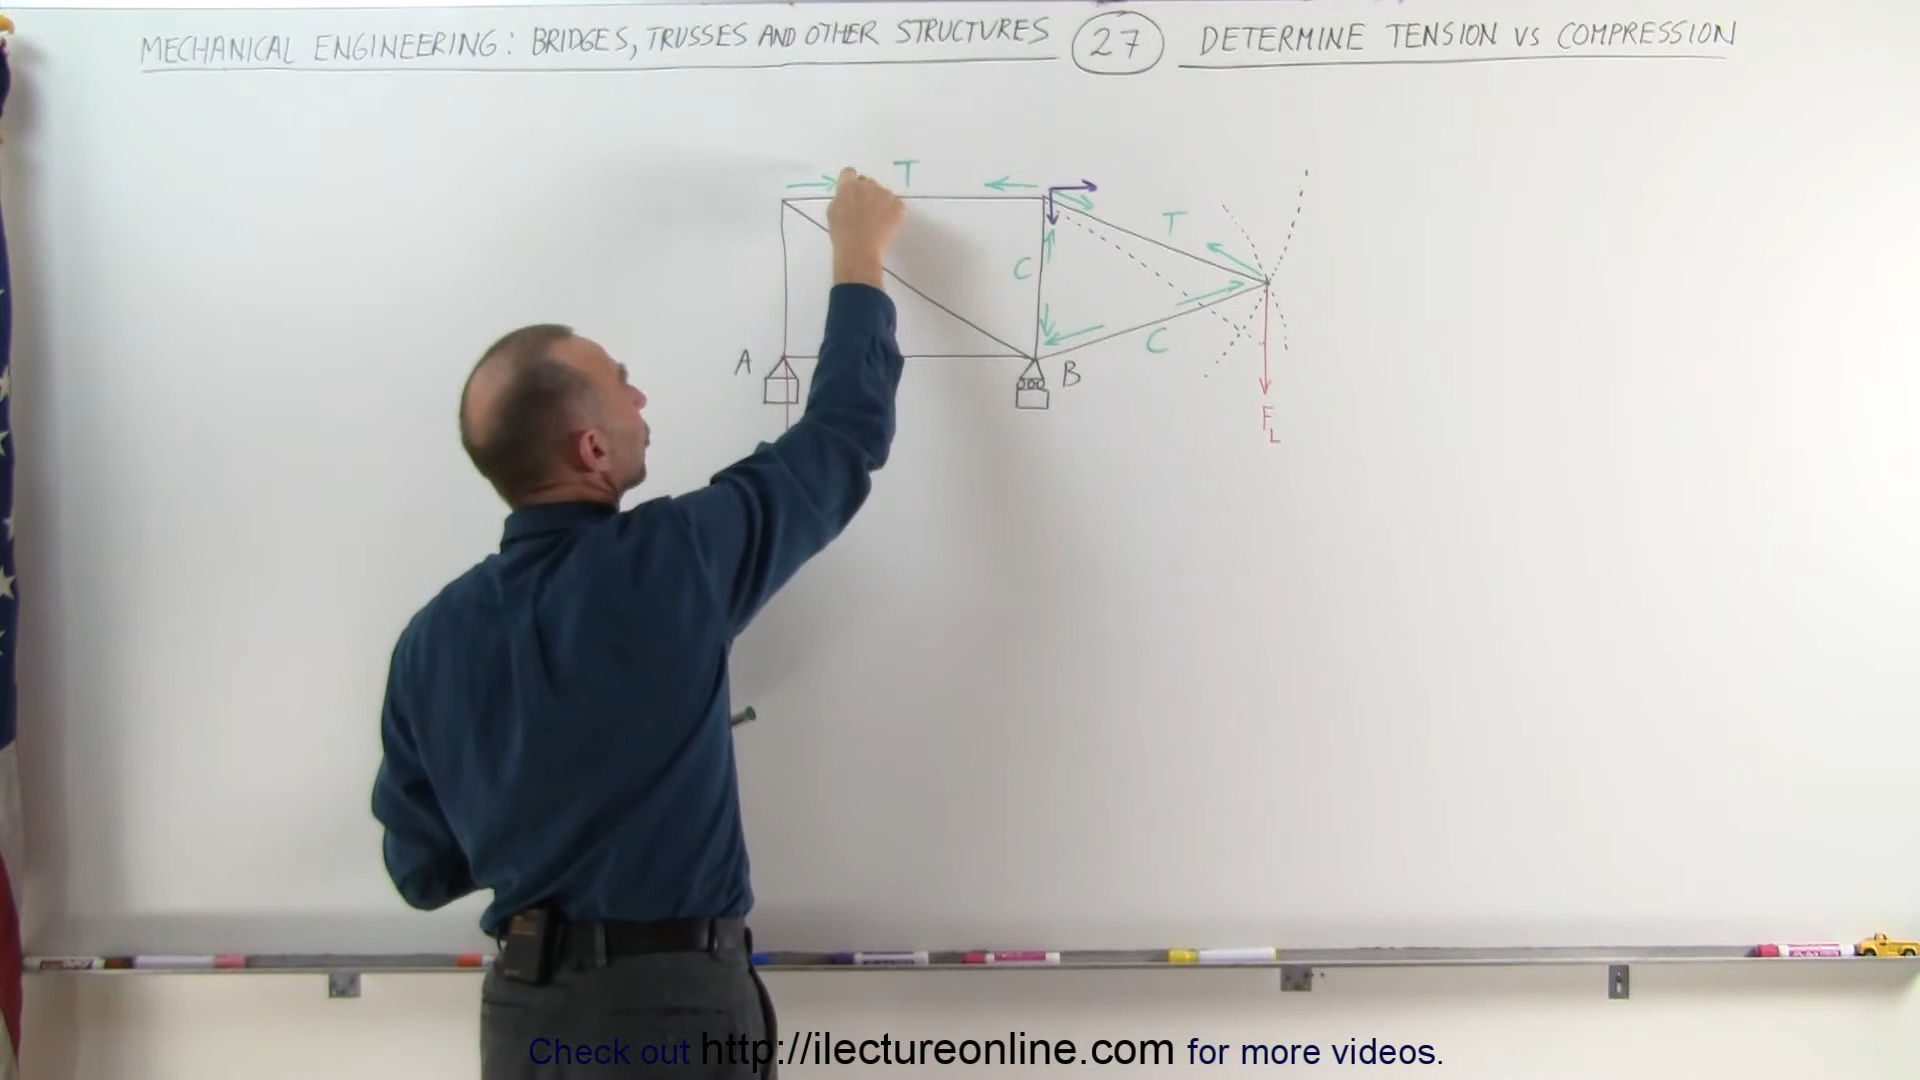 MECHANICAL ENGINEERING: BRIDGES, TRUSSES AND OTHER STRUCTURES 27 DETERMINE TENSION VS COMPRESSION
T
T
C
C
A
B
FL
Check out http://ilectureonline.com for more videos.